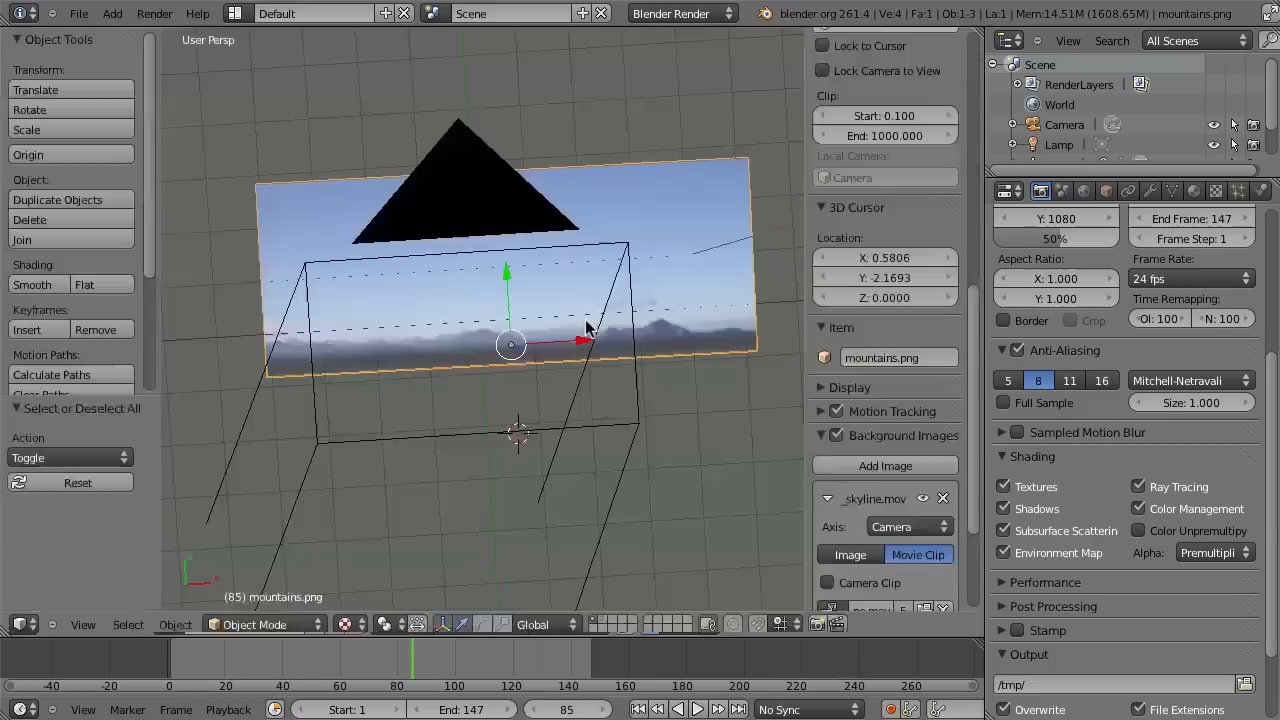 File Add Render Help Default Scene Blender Render blender.org 261.4 | Ve:4 | Fa:1 | Ob:1-3 | La:1 | Mem:14.51M (1608.65M) | mountains.png
Object Tools
Transform:
Translate
Rotate
Scale
Origin
Object:
Duplicate Objects
Delete
Join
Shading:
Smooth Flat
Keyframes:
Insert Remove
Motion Paths:
Calculate Paths
Select or Deselect All
Action
Toggle
Reset
User Persp
(85) mountains.png
Lock to Cursor
Lock Camera to View
Clip:
Start: 0.100
End: 1000.000
Local Camera:
Camera
3D Cursor
Location:
X: 0.5806
Y: -2.1693
Z: 0.0000
Item
mountains.png
Display
Motion Tracking
Background Images
Add Image
_skyline.mov
Axis: Camera
Image Movie Clip
Camera Clip
View Search All Scenes
Scene
RenderLayers
World
Camera
Lamp
Y: 1080 End Frame: 147
50% Frame Step: 1
Aspect Ratio: Frame Rate:
X: 1.000 24 fps
Y: 1.000 Time Remapping:
Border Crop Ol: 100 N: 100
Anti-Aliasing
5 8 11 16 Mitchell-Netravali
Full Sample Size: 1.000
Sampled Motion Blur
Shading
Textures Ray Tracing
Shadows Color Management
Subsurface Scatterin Color Unpremultipy
Environment Map Alpha: Premultipli
Performance
Post Processing
Stamp
Output
/tmp/
Overwrite File Extensions
View Select Object Object Mode Global
-40 -20 0 20 40 60 80 100 120 140 160 180 200 220 240 260
View Marker Frame Playback Start: 1 End: 147 85 No Sync